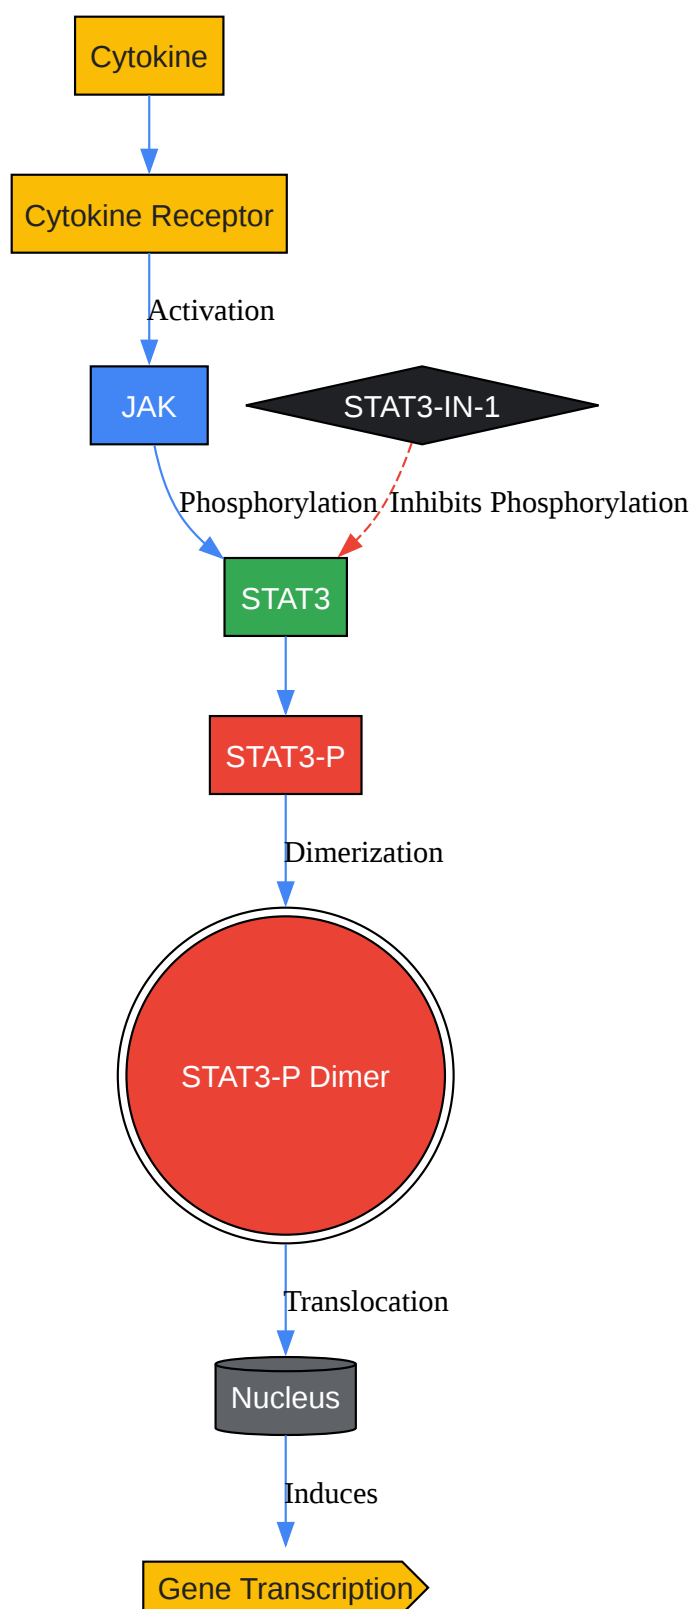 Cytokine
Cytokine Receptor
Activation
JAK
STAT3-IN-1
Phosphorylation
Inhibits Phosphorylation
STAT3
STAT3-P
Dimerization
STAT3-P Dimer
Translocation
Nucleus
Induces
Gene Transcription